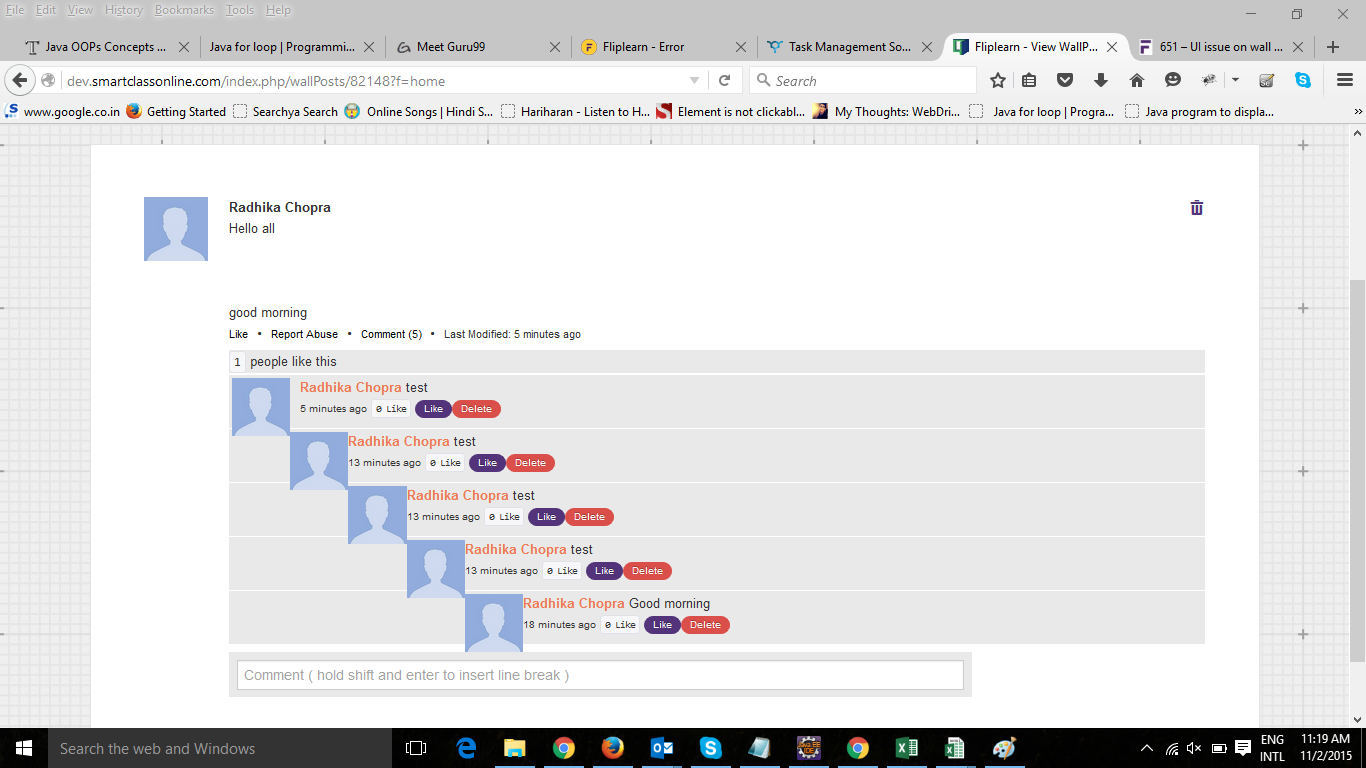 File Edit View History Bookmarks Tools Help
Java OOPs Concepts ... Java for loop | Programmi... Meet Guru99 Fliplearn - Error Task Management So... Fliplearn - View WallP... 651 – UI issue on wall ...
dev.smartclassonline.com/index.php/wallPosts/82148?f=home Search
www.google.co.in Getting Started Searchya Search Online Songs | Hindi S... Hariharan - Listen to H... Element is not clickabl... My Thoughts: WebDri... Java for loop | Progra... Java program to displa...
Radhika Chopra
Hello all
good morning
Like • Report Abuse • Comment (5) • Last Modified: 5 minutes ago
1 people like this
Radhika Chopra test
5 minutes ago 0 Like Like Delete
Radhika Chopra test
13 minutes ago 0 Like Like Delete
Radhika Chopra test
13 minutes ago 0 Like Like Delete
Radhika Chopra test
13 minutes ago 0 Like Like Delete
Radhika Chopra Good morning
18 minutes ago 0 Like Like Delete
Comment ( hold shift and enter to insert line break )
Search the web and Windows
ENG 11:19 AM
INTL 11/2/2015